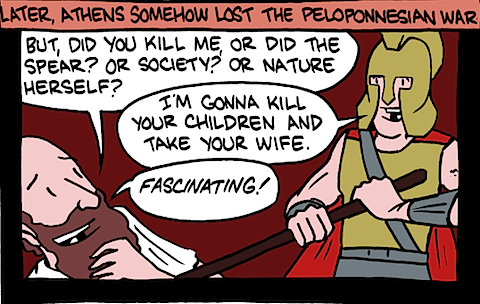 LATER, ATHENS SOMEHOW LOST THE PELOPONNESIAN WAR
BUT, DID YOU KILL ME, OR DID THE
SPEAR? OR SOCIETY? OR NATURE
HERSELF?
I'M GONNA KILL
YOUR CHILDREN AND
TAKE YOUR WIFE.
FASCINATING!